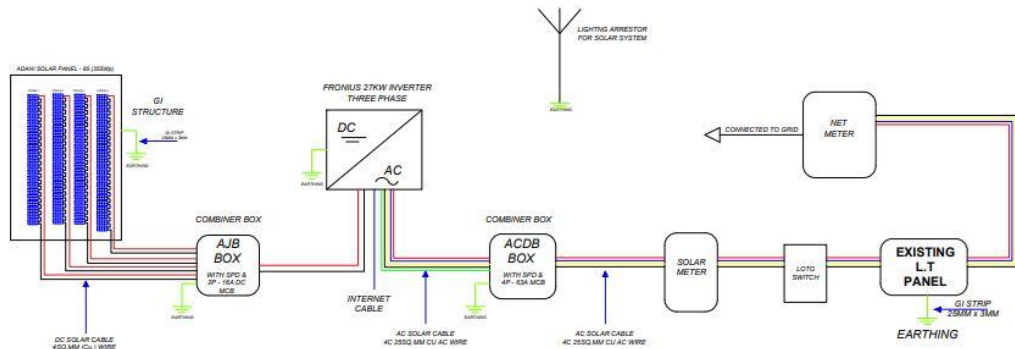 LIGHTNG ARRESTOR
FOR SOLAR SYSTEM
EARTHING
ADANI SOLAR PANEL - 85 (355Wp)
GI
STRUCTURE
GI STRIP
25MM x 3MM
EARTHING
FRONIUS 27KW INVERTER
THREE PHASE
DC
AC
EARTHING
CONNECTED TO GRID
NET
METER
COMBINER BOX
AJB
BOX
WITH SPD &
2P - 16A DC
MCB
EARTHING
COMBINER BOX
ACDB
BOX
WITH SPD &
4P - 63A MCB
EARTHING
SOLAR
METER
LOTO
SWITCH
EXISTING
L.T
PANEL
GI STRIP
25MM x 3MM
EARTHING
INTERNET
CABLE
DC SOLAR CABLE
4SQ.MM (Cu.) WIRE
AC SOLAR CABLE
4C 25SQ.MM CU AC WIRE
AC SOLAR CABLE
4C 25SQ.MM CU AC WIRE